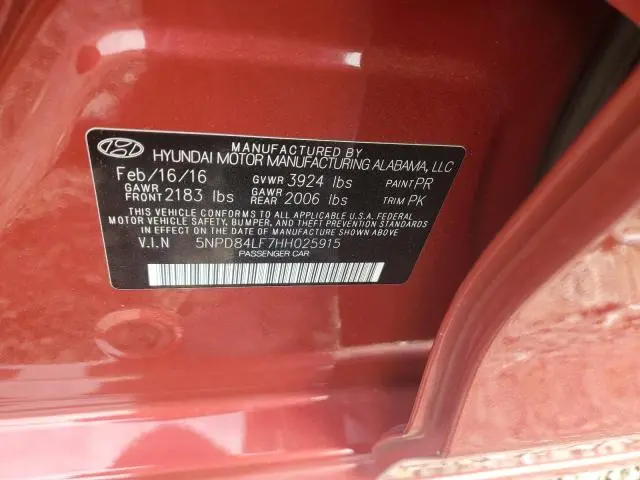 MANUFACTURED BY
HYUNDAI MOTOR MANUFACTURING ALABAMA, LLC
Feb/16/16 GVWR 3924 lbs PAINT PR
GAWR FRONT 2183 lbs GAWR REAR 2006 lbs TRIM PK
THIS VEHICLE CONFORMS TO ALL APPLICABLE U.S.A. FEDERAL
MOTOR VEHICLE SAFETY, BUMPER, AND THEFT PREVENTION STANDARDS
IN EFFECT ON THE DATE OF MANUFACTURE SHOWN ABOVE.
V.I.N 5NPD84LF7HH025915
PASSENGER CAR